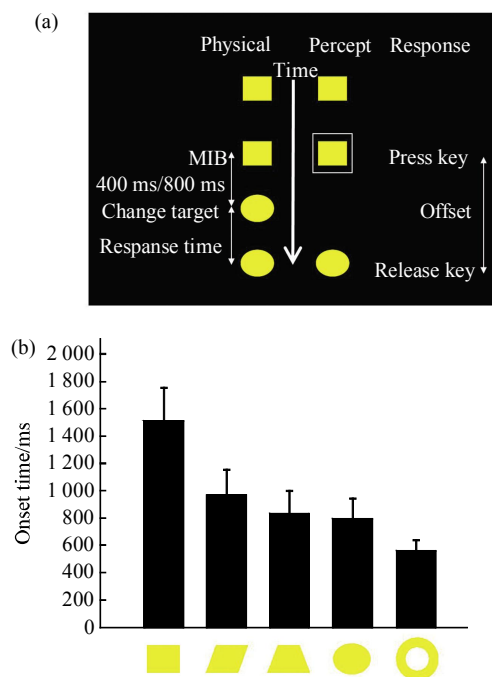 (a)
Physical Percept Response
Time
MIB Press key
400 ms/800 ms
Change target Offset
Respanse time
Release key
(b)
Onset time/ms
2 000
1 800
1 600
1 400
1 200
1 000
800
600
400
200
0